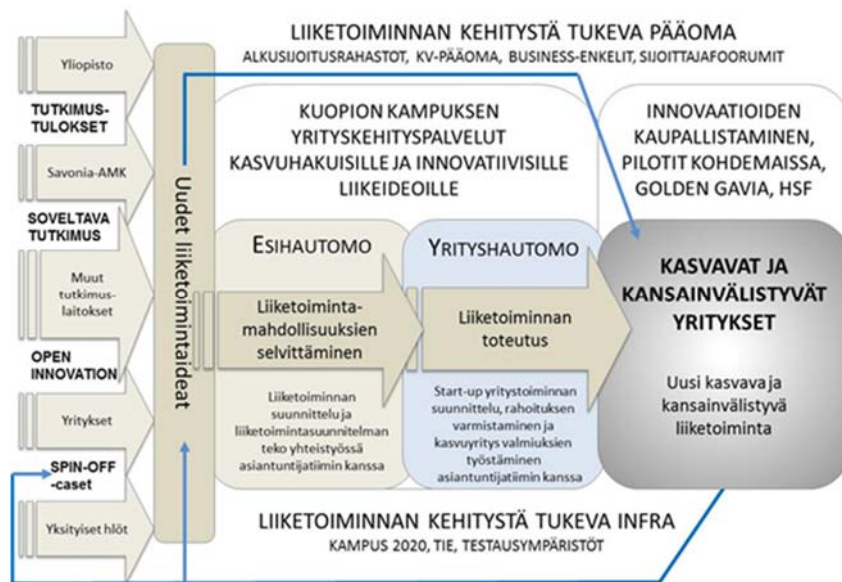 LIIKETOIMINNAN KEHITYSTÄ TUKEVA PÄÄOMA
ALKUSIJOITUSRAHASTOT, KV-PÄÄOMA, BUSINESS-ENKELIT, SIJOITTAJAFOORUMIT
Yliopisto
TUTKIMUS-
TULOKSET
Savonia-AMK
SOVELTAVA
TUTKIMUS
Muut
tutkimus-
laitokset
OPEN
INNOVATION
Yritykset
SPIN-OFF
-caset
Yksityiset hlöt
Uudet liiketoimintaideat
KUOPION KAMPUKSEN
YRITYSKEHITYSPALVELUT
KASVUHAKUISILLE JA INNOVATIIVISILLE
LIIKEIDEOILLE
ESIHAUTOMO
Liiketoiminta-
mahdollisuuksien
selvittäminen
Liiketoiminnan
suunnittelu ja
liiketoimintasuunnitelman
teko yhteistyössä
asiantuntijatiimin kanssa
YRITYSHAUTOMO
Liiketoiminnan
toteutus
Start-up yritystoiminnan
suunnittelu, rahoituksen
varmistaminen ja
kasvuyritys valmiuksien
työstäminen
asiantuntijatiimin kanssa
INNOVAATIOIDEN
KAUPALLISTAMINEN,
PILOTIT KOHDEMAISSA,
GOLDEN GAVIA, HSF
KASVAVAT JA
KANSAINVÄLISTYVÄT
YRITYKSET
Uusi kasvava ja
kansainvälistyvä
liiketoiminta
LIIKETOIMINNAN KEHITYSTÄ TUKEVA INFRA
KAMPUS 2020, TIE, TESTAUSYMPÄRISTÖT